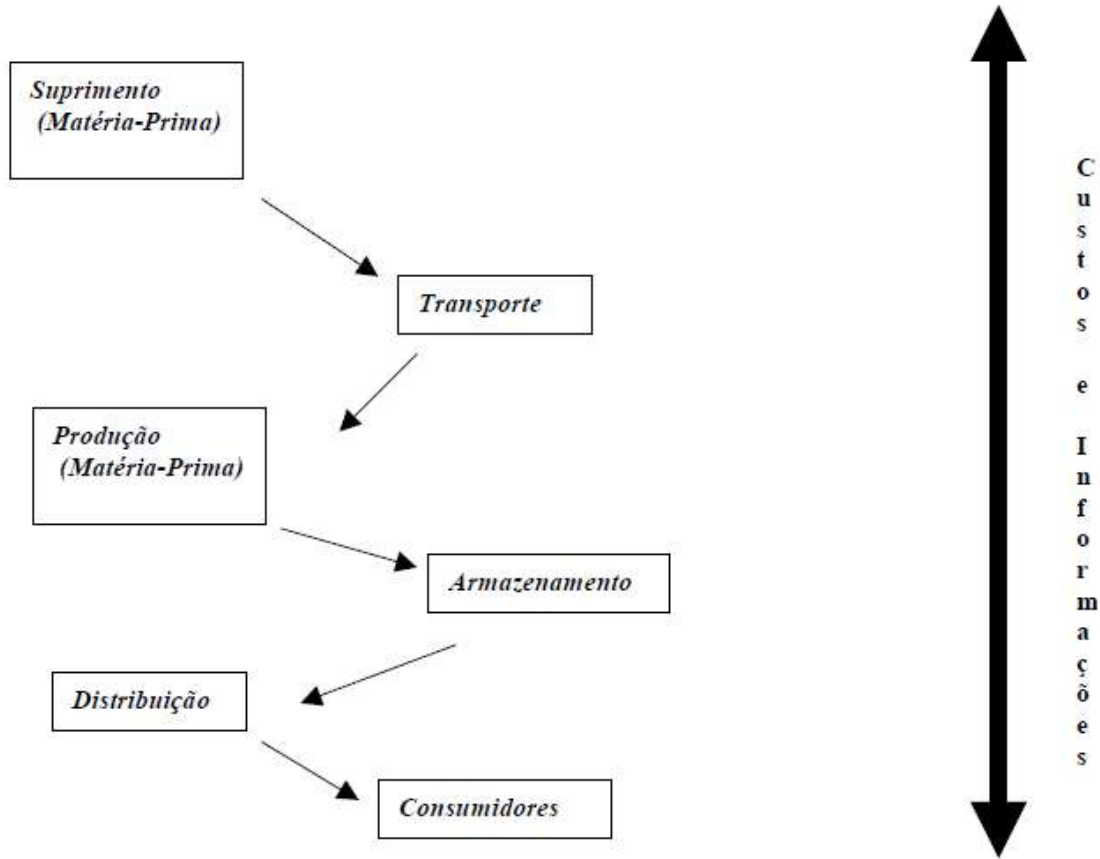 Suprimento
(Matéria-Prima)
Transporte
Produção
(Matéria-Prima)
Armazenamento
Distribuição
Consumidores
Custos e Informações